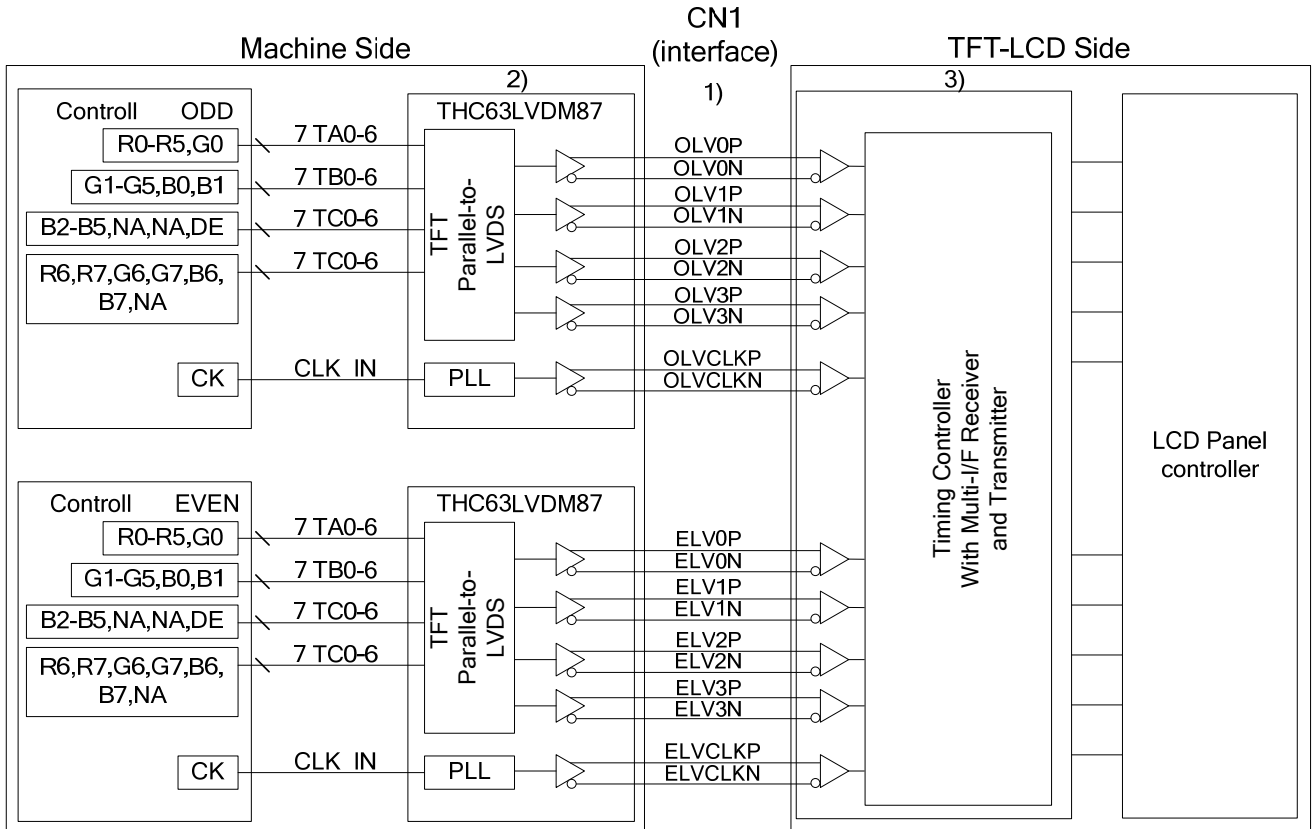 CN1
(interface)
1)
Machine Side
TFT-LCD Side
2)
3)
Controll ODD
R0-R5,G0
G1-G5,B0,B1
B2-B5,NA,NA,DE
R6,R7,G6,G7,B6,
B7,NA
CK
7 TA0-6
7 TB0-6
7 TC0-6
7 TC0-6
CLK IN
THC63LVDM87
TFT
Parallel-to-
LVDS
PLL
OLV0P
OLV0N
OLV1P
OLV1N
OLV2P
OLV2N
OLV3P
OLV3N
OLVCLKP
OLVCLKN
Controll EVEN
R0-R5,G0
G1-G5,B0,B1
B2-B5,NA,NA,DE
R6,R7,G6,G7,B6,
B7,NA
CK
7 TA0-6
7 TB0-6
7 TC0-6
7 TC0-6
CLK IN
THC63LVDM87
TFT
Parallel-to-
LVDS
PLL
ELV0P
ELV0N
ELV1P
ELV1N
ELV2P
ELV2N
ELV3P
ELV3N
ELVCLKP
ELVCLKN
Timing Controller
With Multi-I/F Receiver
and Transmitter
LCD Panel
controller